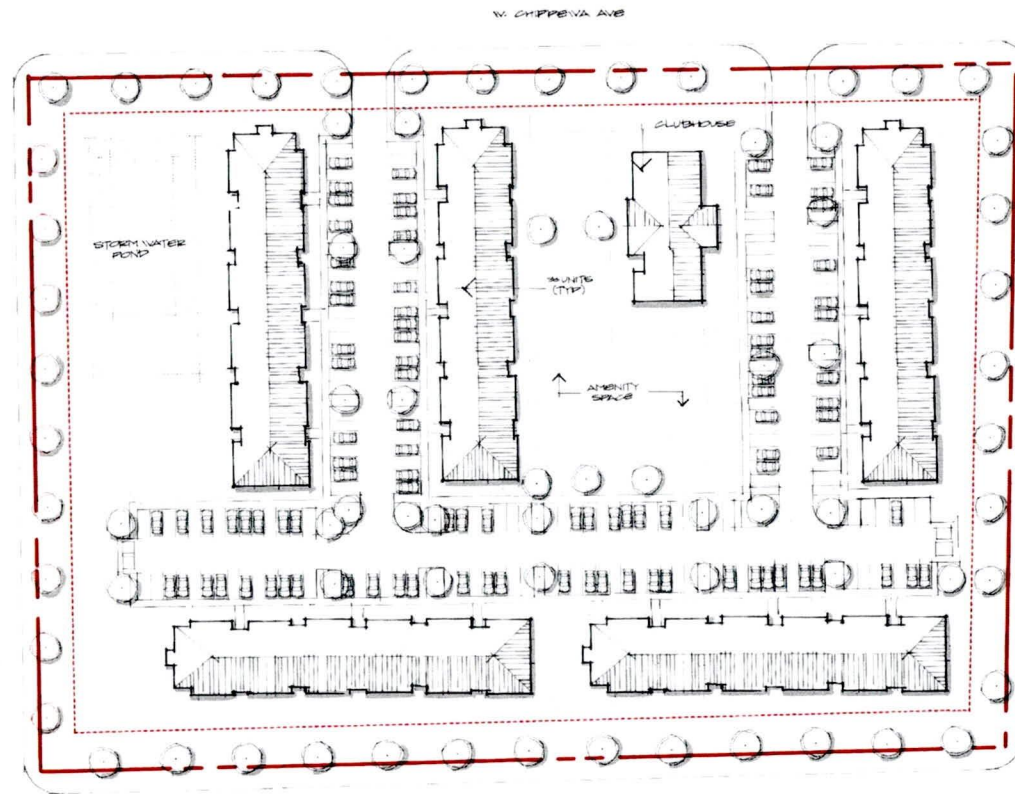 W. CHIPPEWA AVE
CLUBHOUSE
STORM WATER
POND
UNITS
(TYP)
AMENITY
SPACE